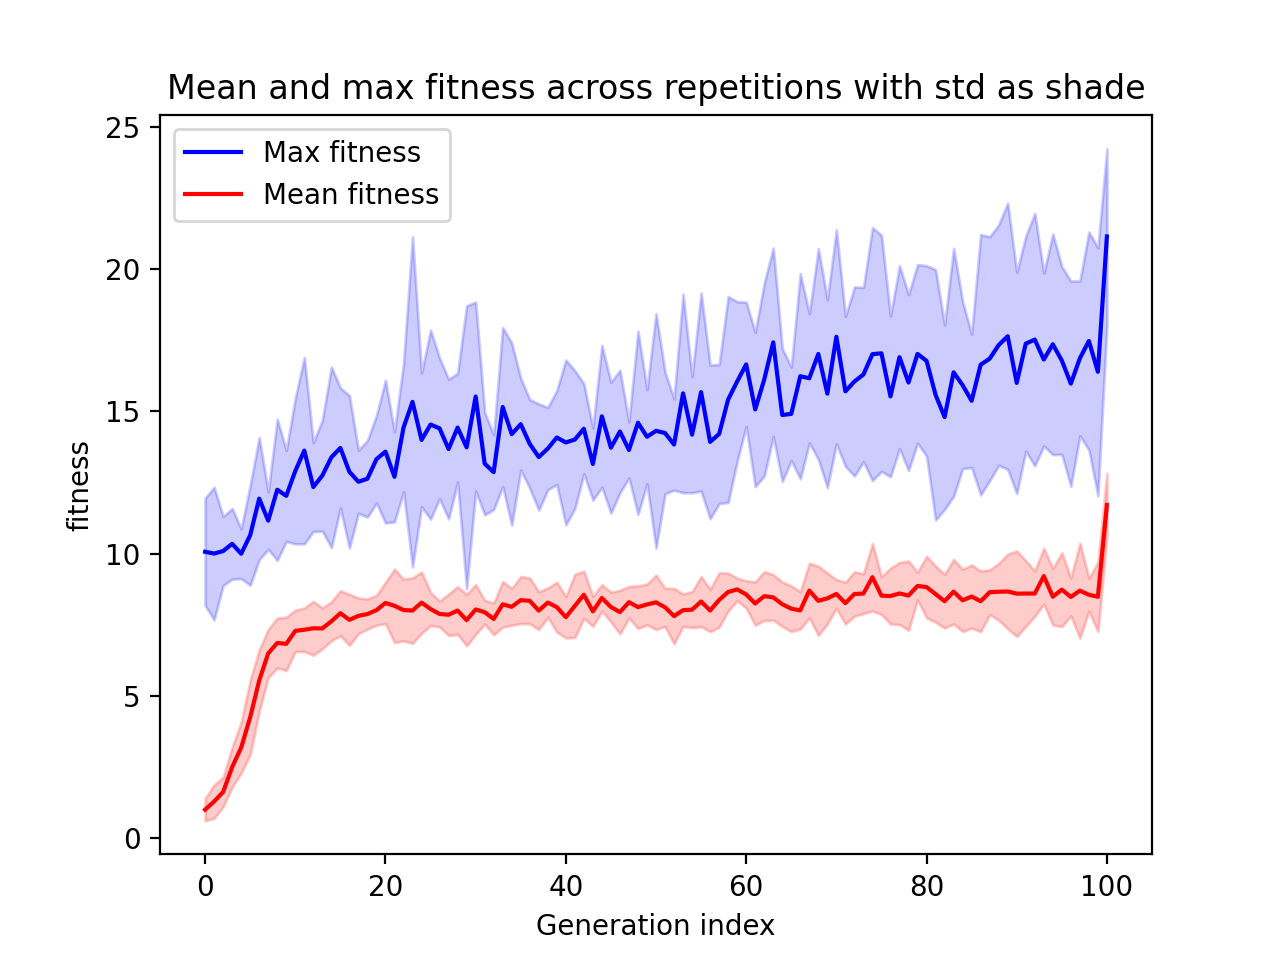 Mean and max fitness across repetitions with std as shade
Max fitness
Mean fitness
25
20
15
10
5
0
fitness
0 20 40 60 80 100
Generation index